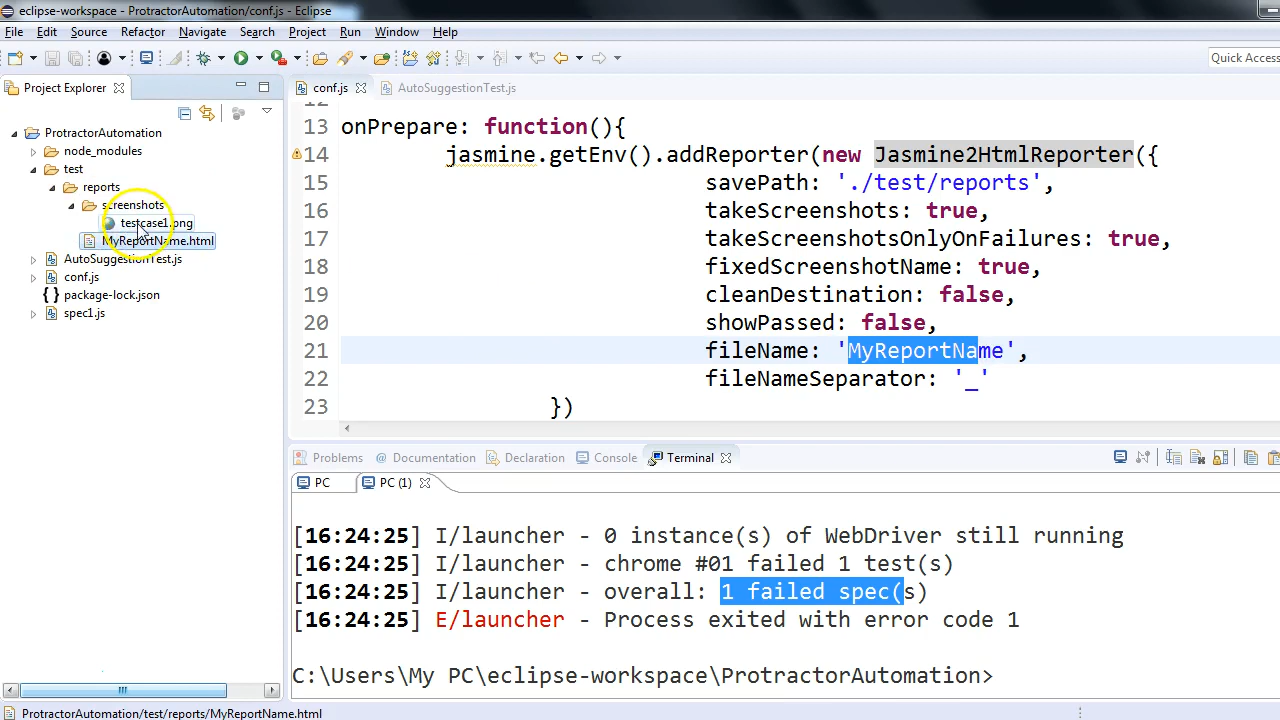 eclipse-workspace - ProtractorAutomation/conf.js - Eclipse
File Edit Source Refactor Navigate Search Project Run Window Help
Quick Access
Project Explorer
conf.js AutoSuggestionTest.js
ProtractorAutomation
node_modules
test
reports
screenshots
testcase1.png
MyReportName.html
AutoSuggestionTest.js
conf.js
{ } package-lock.json
spec1.js
12
13 onPrepare: function(){
14 jasmine.getEnv().addReporter(new Jasmine2HtmlReporter({
15 savePath: './test/reports',
16 takeScreenshots: true,
17 takeScreenshotsOnlyOnFailures: true,
18 fixedScreenshotName: true,
19 cleanDestination: false,
20 showPassed: false,
21 fileName: 'MyReportName',
22 fileNameSeparator: '_'
23 })
Problems @ Documentation Declaration Console Terminal
PC PC (1)
[16:24:25] I/launcher - 0 instance(s) of WebDriver still running
[16:24:25] I/launcher - chrome #01 failed 1 test(s)
[16:24:25] I/launcher - overall: 1 failed spec(s)
[16:24:25] E/launcher - Process exited with error code 1
C:\Users\My PC\eclipse-workspace\ProtractorAutomation>
ProtractorAutomation/test/reports/MyReportName.html